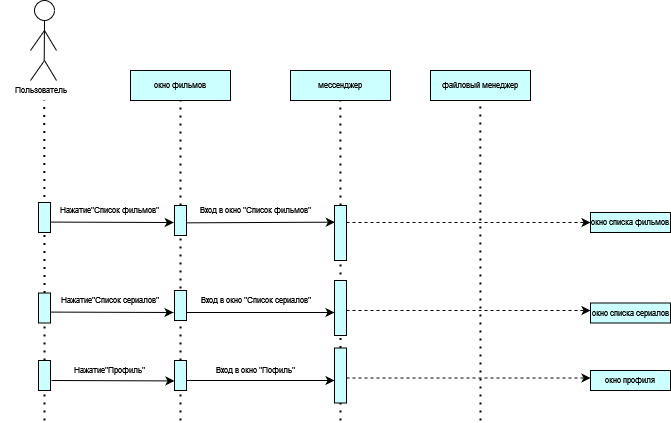 Пользователь
окно фильмов
мессенджер
файловый менеджер
Нажатие"Список фильмов"
Вход в окно "Список фильмов"
окно списка фильмов
Нажатие"Список сериалов"
Вход в окно "Список сериалов"
окно списка сериалов
Нажатие"Профиль"
Вход в окно "Пофиль"
окно профиля